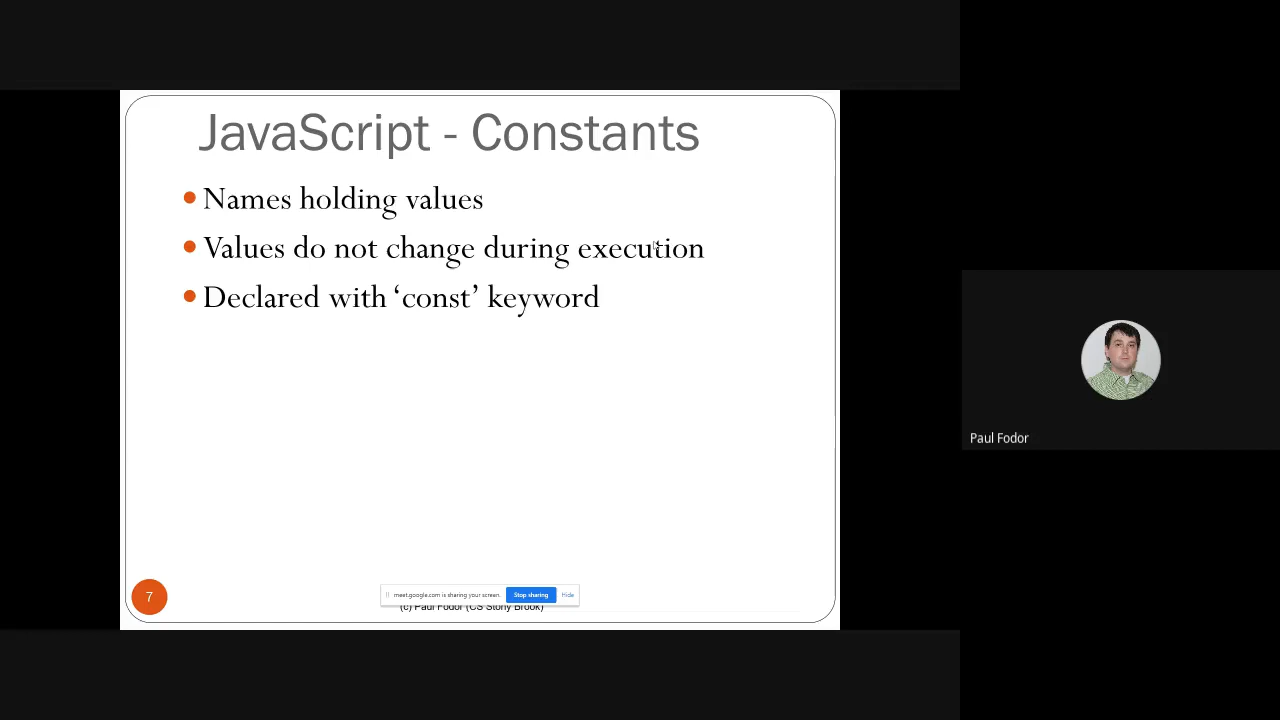 JavaScript - Constants
Names holding values
Values do not change during execution
Declared with ‘const’ keyword
Paul Fodor
7
meet.google.com is sharing your screen. Stop sharing Hide
(c) Paul Fodor (CS Stony Brook)